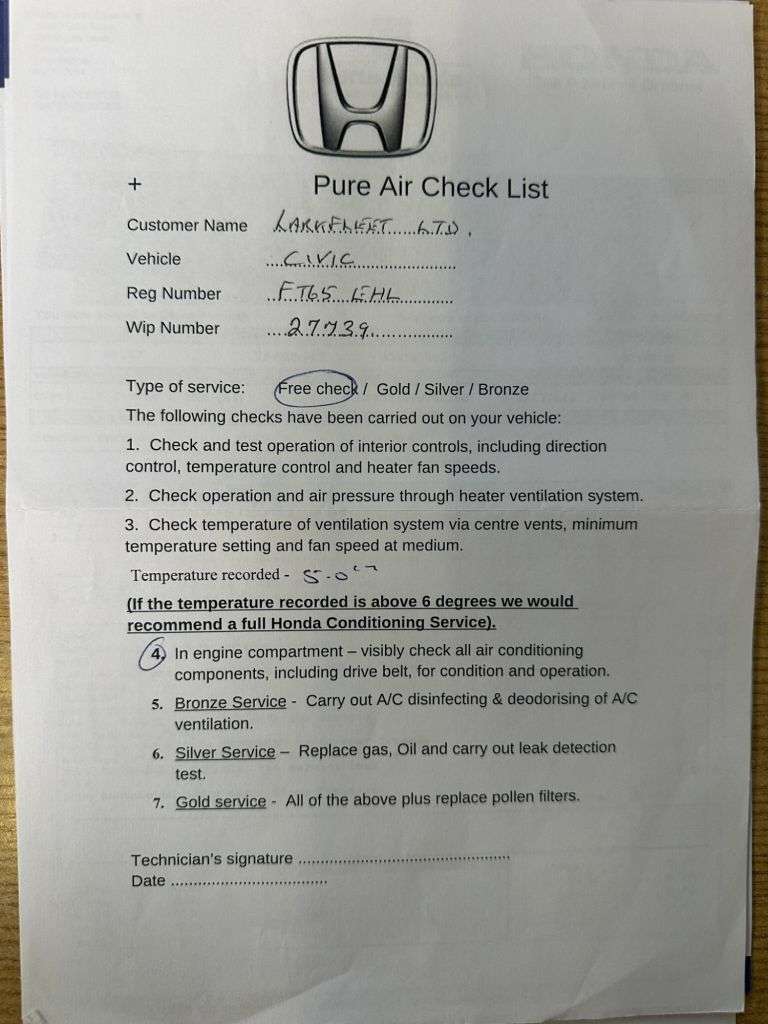 + Pure Air Check List
Customer Name LARKFLEET LTD.
Vehicle CIVIC
Reg Number FT65 EHL
Wip Number 27739
Type of service: Free check / Gold / Silver / Bronze
The following checks have been carried out on your vehicle:
1. Check and test operation of interior controls, including direction
control, temperature control and heater fan speeds.
2. Check operation and air pressure through heater ventilation system.
3. Check temperature of ventilation system via centre vents, minimum
temperature setting and fan speed at medium.
Temperature recorded - 5.0
(If the temperature recorded is above 6 degrees we would
recommend a full Honda Conditioning Service).
4. In engine compartment – visibly check all air conditioning
components, including drive belt, for condition and operation.
5. Bronze Service - Carry out A/C disinfecting & deodorising of A/C
ventilation.
6. Silver Service – Replace gas, Oil and carry out leak detection
test.
7. Gold service - All of the above plus replace pollen filters.
Technician's signature ................................................
Date ..................................